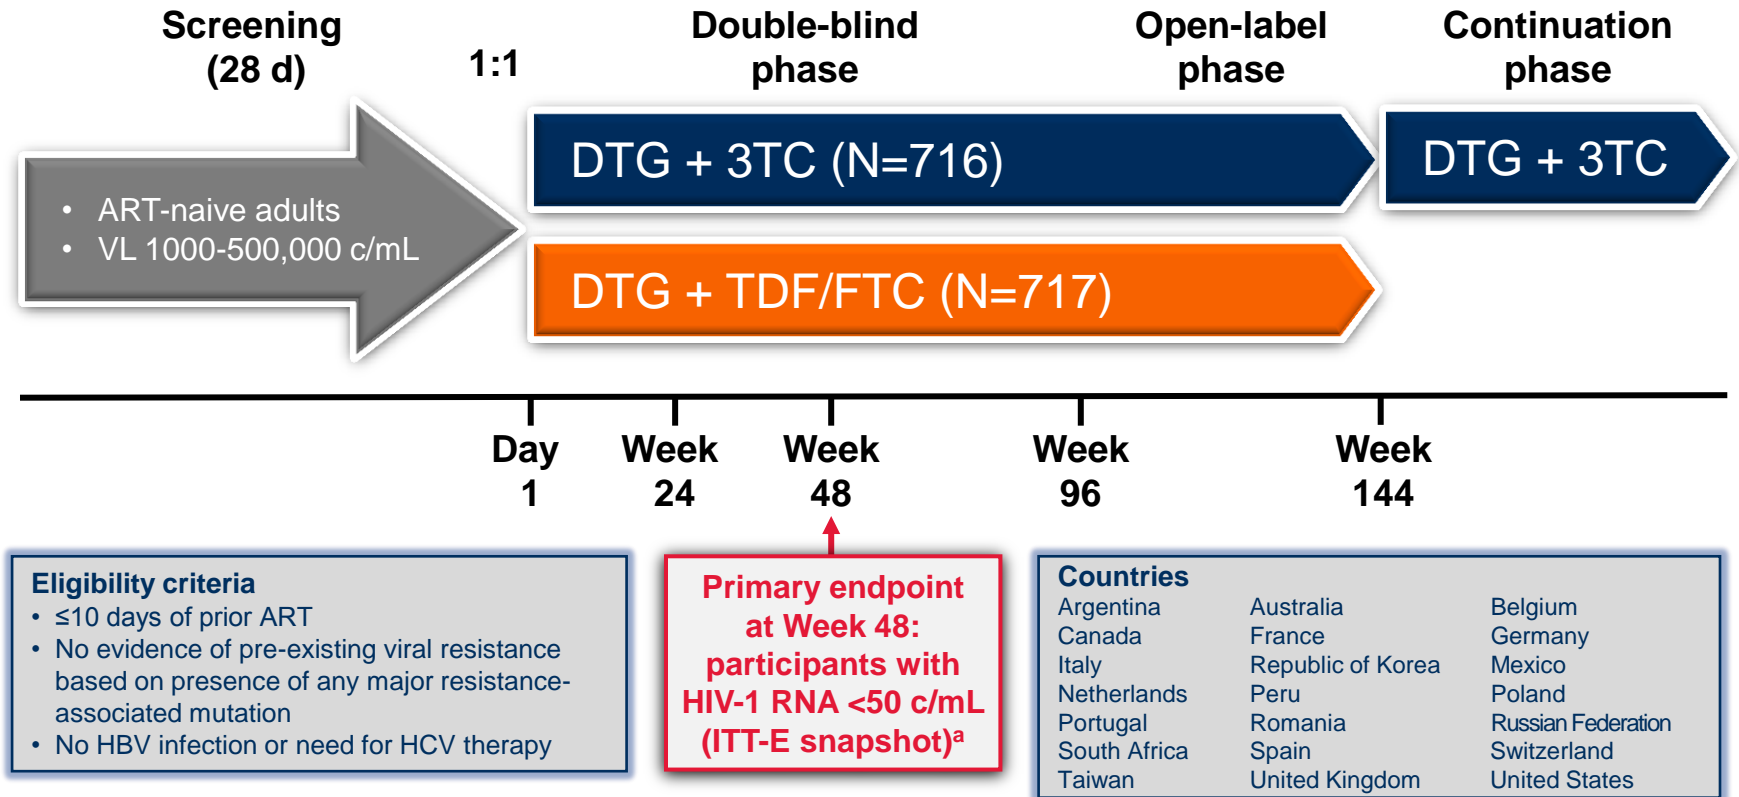 Screening
(28 d)
1:1
Double-blind
phase
Open-label
phase
Continuation
phase
• ART-naive adults
• VL 1000-500,000 c/mL
DTG + 3TC (N=716)
DTG + 3TC
DTG + TDF/FTC (N=717)
Day
1
Week
24
Week
48
Week
96
Week
144
Eligibility criteria
• ≤10 days of prior ART
• No evidence of pre-existing viral resistance
based on presence of any major resistance-
associated mutation
• No HBV infection or need for HCV therapy
Primary endpoint
at Week 48:
participants with
HIV-1 RNA <50 c/mL
(ITT-E snapshot)ᵃ
Countries
Argentina Australia Belgium
Canada France Germany
Italy Republic of Korea Mexico
Netherlands Peru Poland
Portugal Romania Russian Federation
South Africa Spain Switzerland
Taiwan United Kingdom United States